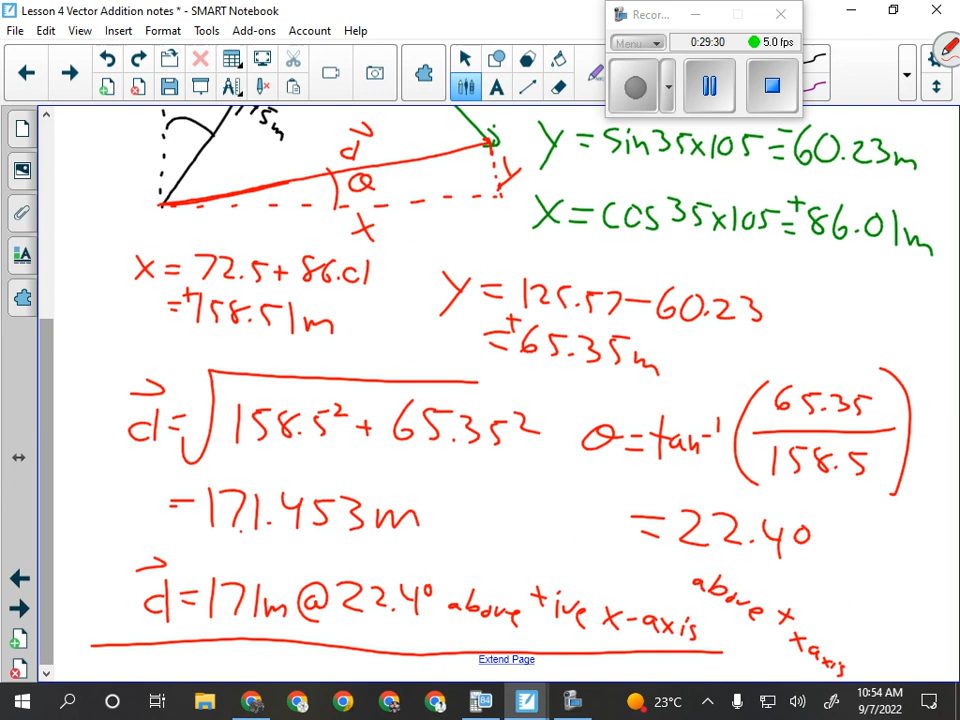 Lesson 4 Vector Addition notes * - SMART Notebook
Recor...
File Edit View Insert Format Tools Add-ons Account Help
Menu 0:29:30 5.0 fps
d
θ
y
x
y = sin35x105 = -60.23m
x = cos35x105 = +86.01m
x = 72.5 + 86.01
= +158.51m
y = 125.57 - 60.23
= +65.35m
d = √158.5² + 65.35²
θ = tan⁻¹ (65.35 / 158.5)
= 171.453m
= 22.4°
above +
x axis
d = 171m @ 22.4° above +ive x-axis
Extend Page
23°C
10:54 AM
9/7/2022